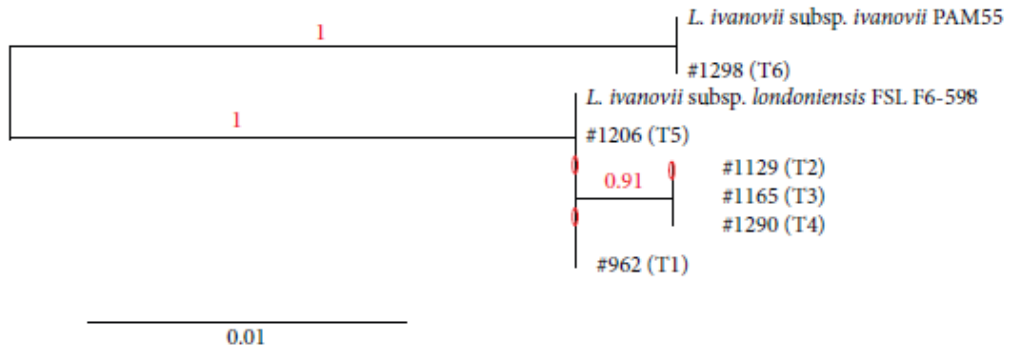 L. ivanovii subsp. ivanovii PAM55
1
#1298 (T6)
L. ivanovii subsp. londoniensis FSL F6-598
1
#1206 (T5)
0
0
#1129 (T2)
0.91
#1165 (T3)
0
#1290 (T4)
#962 (T1)
0.01